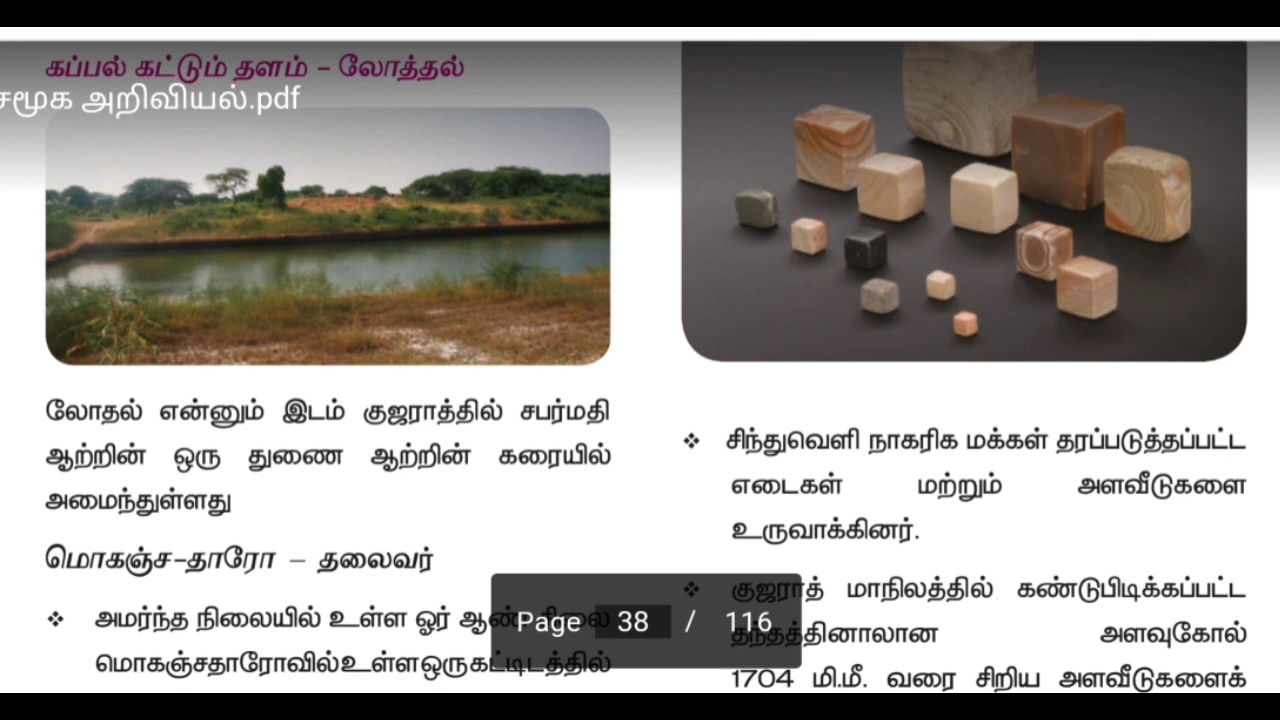 கப்பல் கட்டும் தளம் – லோத்தல்
சமூக அறிவியல்.pdf
லோதல் என்னும் இடம் குஜராத்தில் சபர்மதி
ஆற்றின் ஒரு துணை ஆற்றின் கரையில்
அமைந்துள்ளது
மொகஞ்ச-தாரோ – தலைவர்
❖ அமர்ந்த நிலையில் உள்ள ஓர் ஆண் சிலை
மொகஞ்சதாரோவில் உள்ள ஒரு கட்டிடத்தில்
❖ சிந்துவெளி நாகரிக மக்கள் தரப்படுத்தப்பட்ட
எடைகள் மற்றும் அளவீடுகளை
உருவாக்கினர்.
❖ குஜராத் மாநிலத்தில் கண்டுபிடிக்கப்பட்ட
தந்தத்தினாலான அளவுகோல்
1704 மி.மீ. வரை சிறிய அளவீடுகளைக்
Page 38 / 116